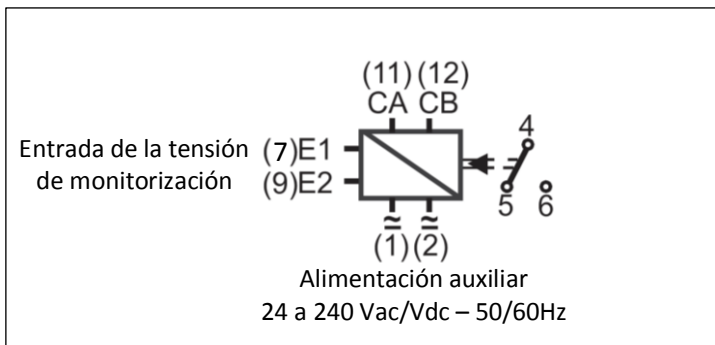 (11) (12)
CA CB
4
Entrada de la tensión (7)E1
de monitorización (9)E2
5 6
≂ ≂
(1) (2)
Alimentación auxiliar
24 a 240 Vac/Vdc – 50/60Hz